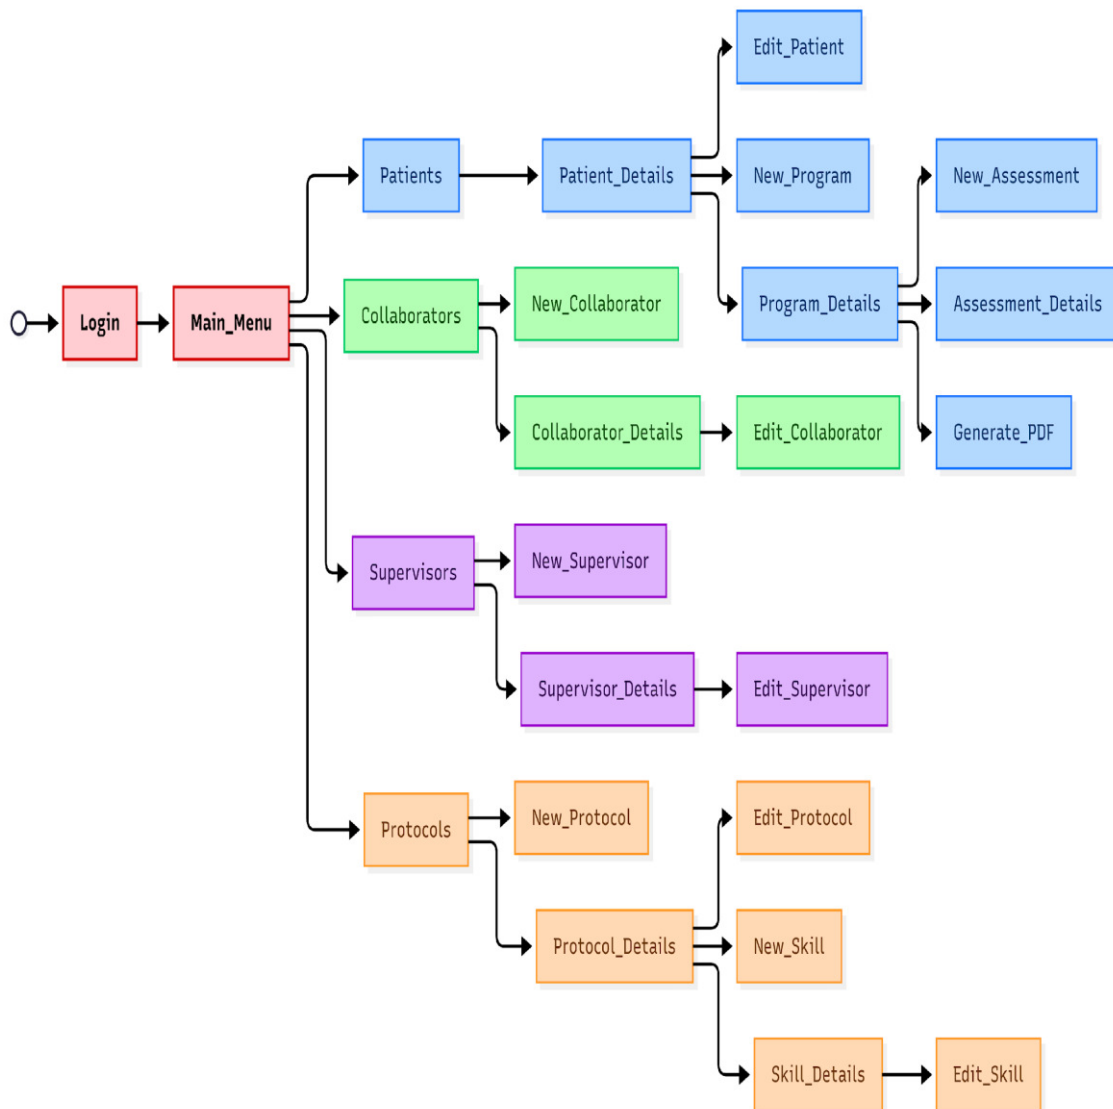 Edit_Patient
Patients
Patient_Details
New_Program
New_Assessment
Login
Main_Menu
Collaborators
New_Collaborator
Program_Details
Assessment_Details
Collaborator_Details
Edit_Collaborator
Generate_PDF
Supervisors
New_Supervisor
Supervisor_Details
Edit_Supervisor
Protocols
New_Protocol
Edit_Protocol
Protocol_Details
New_Skill
Skill_Details
Edit_Skill